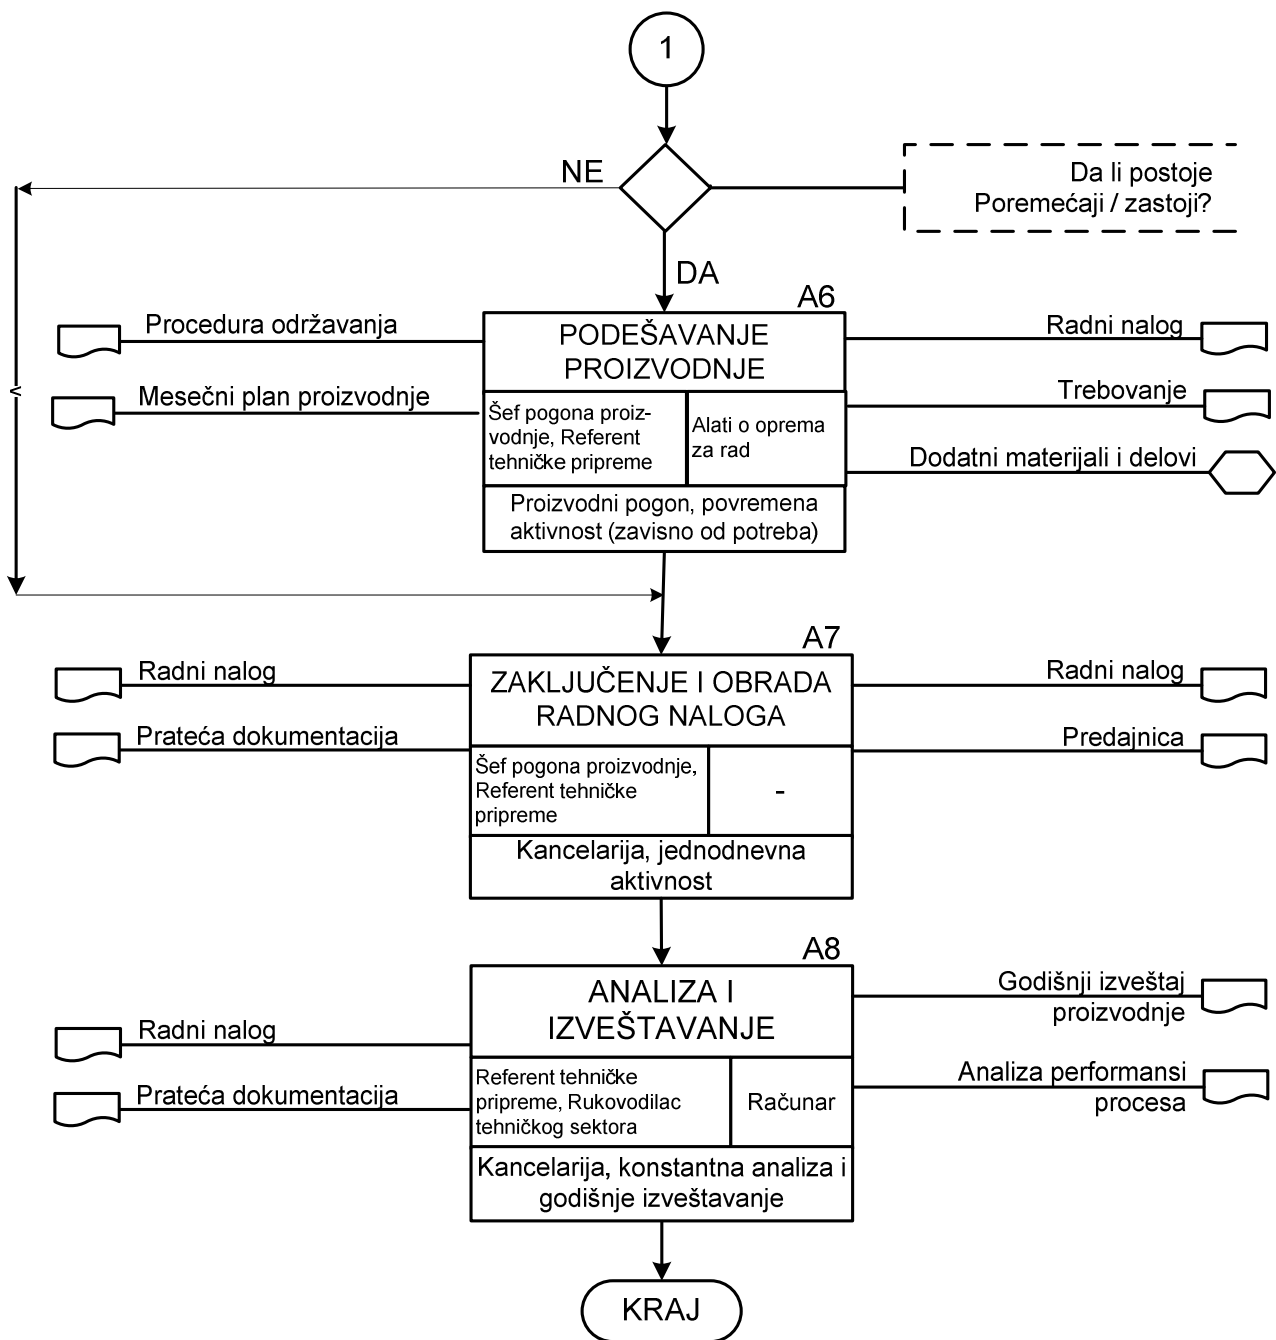 1
NE
Da li postoje
Poremećaji / zastoji?
DA
A6
Procedura održavanja
Mesečni plan proizvodnje
PODEŠAVANJE
PROIZVODNJE
Šef pogona proiz-
vodnje, Referent
tehničke pripreme
Alati o oprema
za rad
Proizvodni pogon, povremena
aktivnost (zavisno od potreba)
Radni nalog
Trebovanje
Dodatni materijali i delovi
A7
Radni nalog
Prateća dokumentacija
ZAKLJUČENJE I OBRADA
RADNOG NALOGA
Šef pogona proizvodnje,
Referent tehničke
pripreme
-
Kancelarija, jednodnevna
aktivnost
Radni nalog
Predajnica
A8
Radni nalog
Prateća dokumentacija
ANALIZA I
IZVEŠTAVANJE
Referent tehničke
pripreme, Rukovodilac
tehničkog sektora
Računar
Kancelarija, konstantna analiza i
godišnje izveštavanje
Godišnji izveštaj
proizvodnje
Analiza performansi
procesa
KRAJ